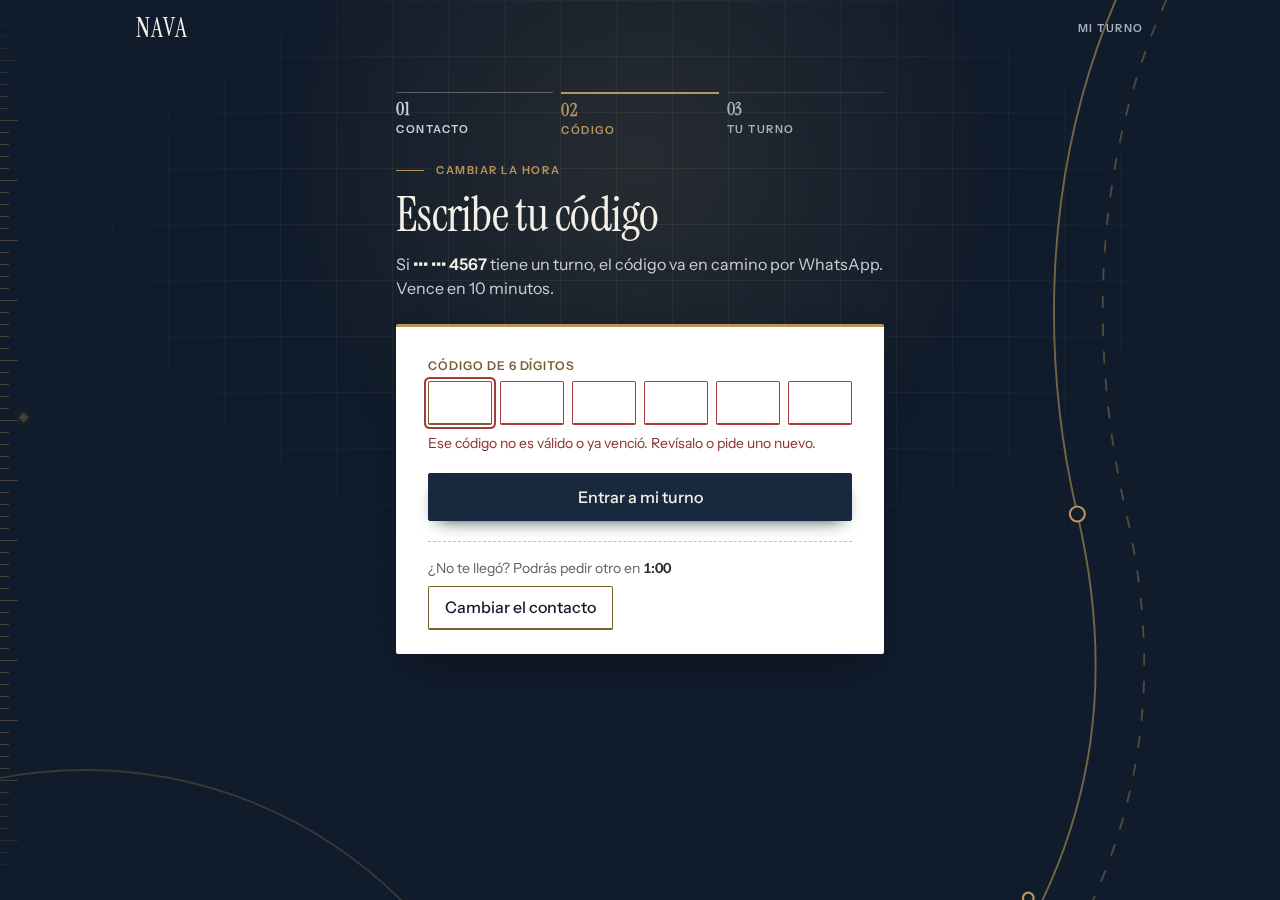 NAVA
MI TURNO
01
CONTACTO
02
CÓDIGO
03
TU TURNO
CAMBIAR LA HORA
Escribe tu código
Si ••• ••• 4567 tiene un turno, el código va en camino por WhatsApp.
Vence en 10 minutos.
CÓDIGO DE 6 DÍGITOS
Ese código no es válido o ya venció. Revísalo o pide uno nuevo.
Entrar a mi turno
¿No te llegó? Podrás pedir otro en 1:00
Cambiar el contacto